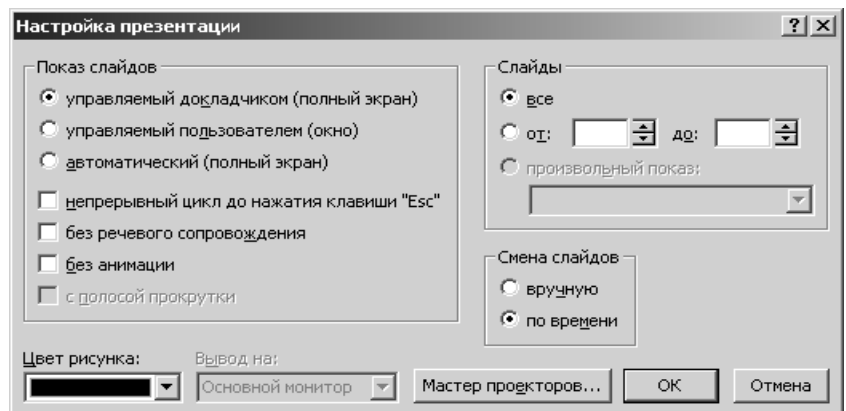 Настройка презентации
Показ слайдов
управляемый докладчиком (полный экран)
управляемый пользователем (окно)
автоматический (полный экран)
непрерывный цикл до нажатия клавиши "Esc"
без речевого сопровождения
без анимации
с полосой прокрутки
Слайды
все
от: до:
произвольный показ:
Смена слайдов
вручную
по времени
Цвет рисунка:
Вывод на:
Основной монитор
Мастер проекторов...
ОК
Отмена